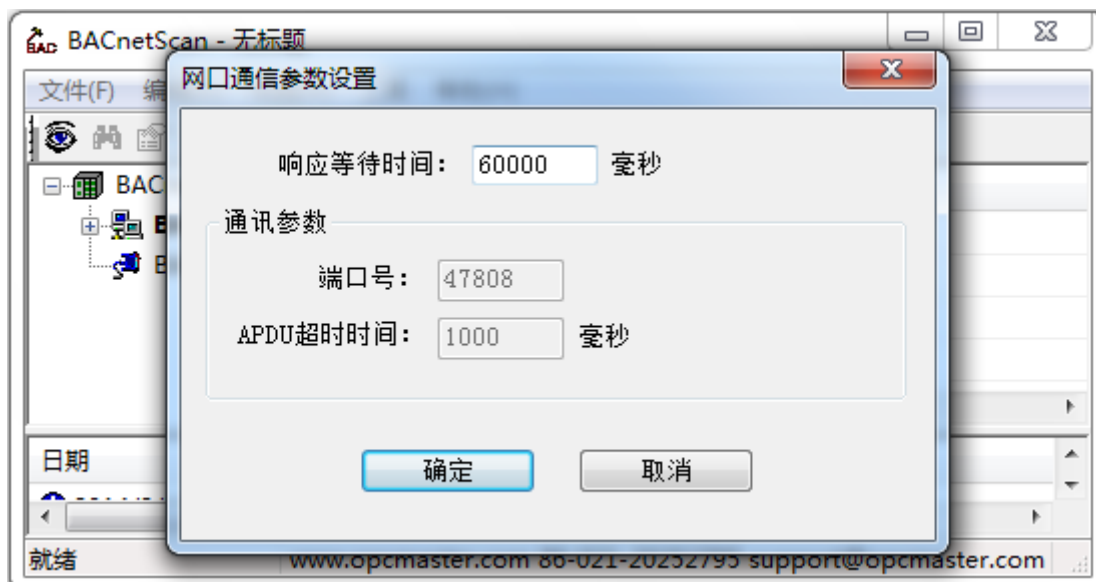 BAC BACnetScan - 无标题
网口通信参数设置
文件(F)
响应等待时间: 60000 毫秒
BAC
通讯参数
端口号: 47808
APDU超时时间: 1000 毫秒
日期
确定 取消
就绪 www.opcmaster.com 86-021-20252795 support@opcmaster.com